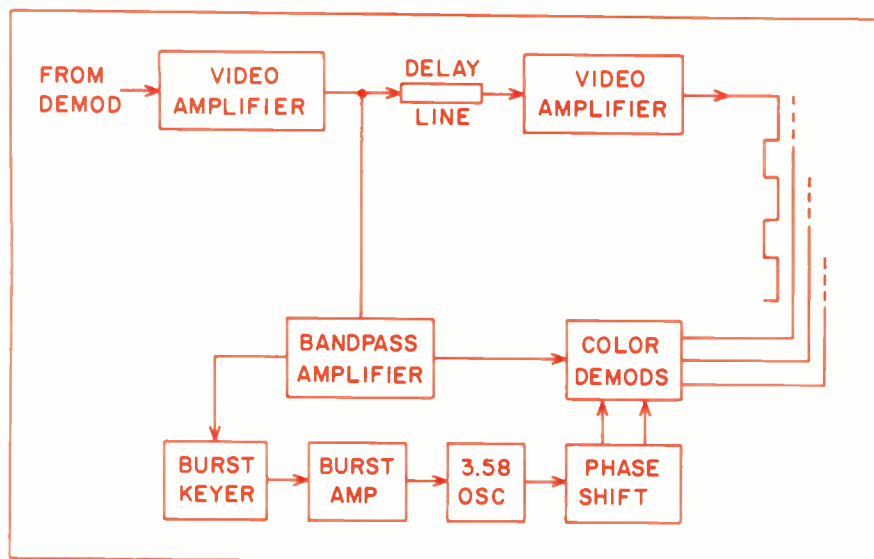 FROM
DEMOD
VIDEO
AMPLIFIER
DELAY
LINE
VIDEO
AMPLIFIER
BANDPASS
AMPLIFIER
COLOR
DEMODS
BURST
KEYER
BURST
AMP
3.58
OSC
PHASE
SHIFT